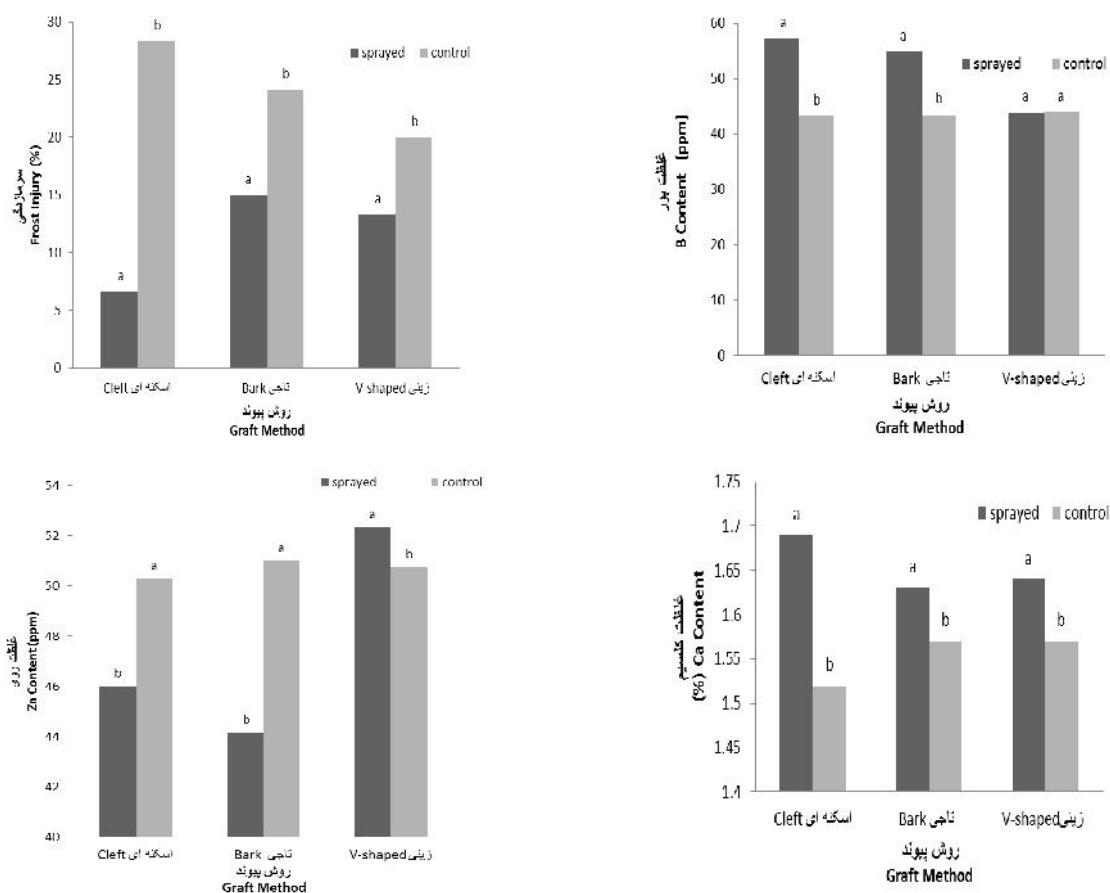 30
25
20
15
10
5
0
سرمازدگی
Frost Injury (%)
sprayed control
a b a b a b
Cleft اسکنه ای Bark تاجی V shaped زینی
روش پیوند
Graft Method
60
50
40
30
20
10
0
غلظت بور
B Content (ppm)
sprayed control
a b a b a a
Cleft اسکنه ای Bark تاجی V-shaped زینی
روش پیوند
Graft Method
54
52
50
48
46
44
42
40
غلظت روی
Zn Content (ppm)
sprayed control
b a b a a b
Cleft اسکنه ای Bark تاجی V-shaped زینی
روش پیوند
Graft Method
1.75
1.7
1.65
1.6
1.55
1.5
1.45
1.4
غلظت کلسیم
(%) Ca Content
sprayed control
a b a b a b
Cleft اسکنه ای Bark تاجی V-shaped زینی
روش پیوند
Graft Method